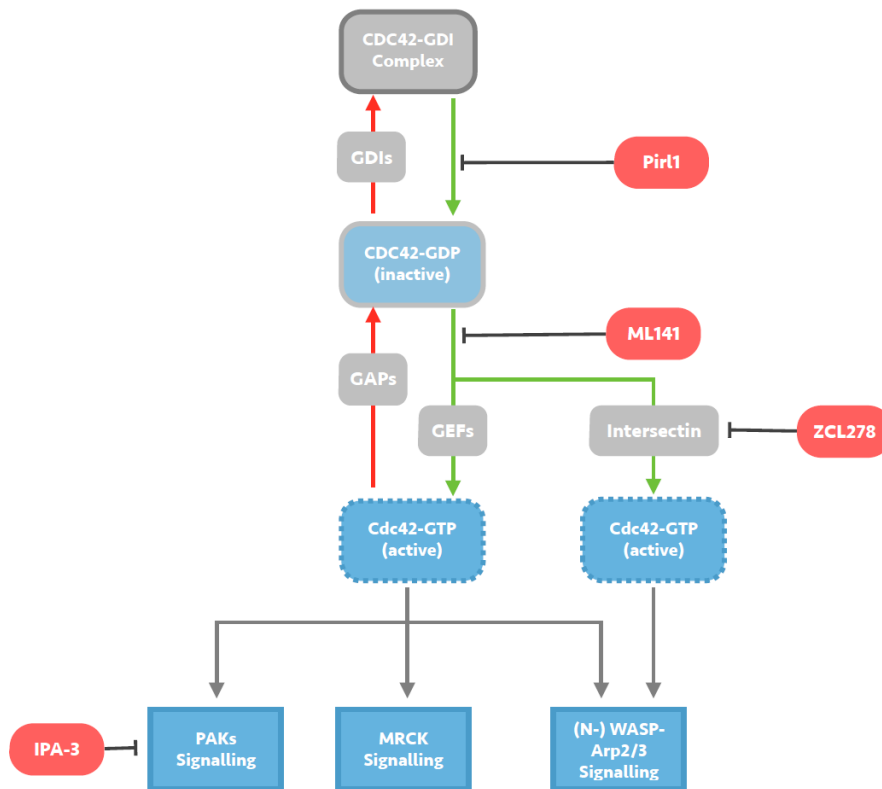 CDC42-GDI
Complex
GDIs
Pirl1
CDC42-GDP
(inactive)
ML141
GAPs
GEFs
Intersectin
ZCL278
Cdc42-GTP
(active)
Cdc42-GTP
(active)
IPA-3
PAKs
Signalling
MRCK
Signalling
(N-) WASP-
Arp2/3
Signalling